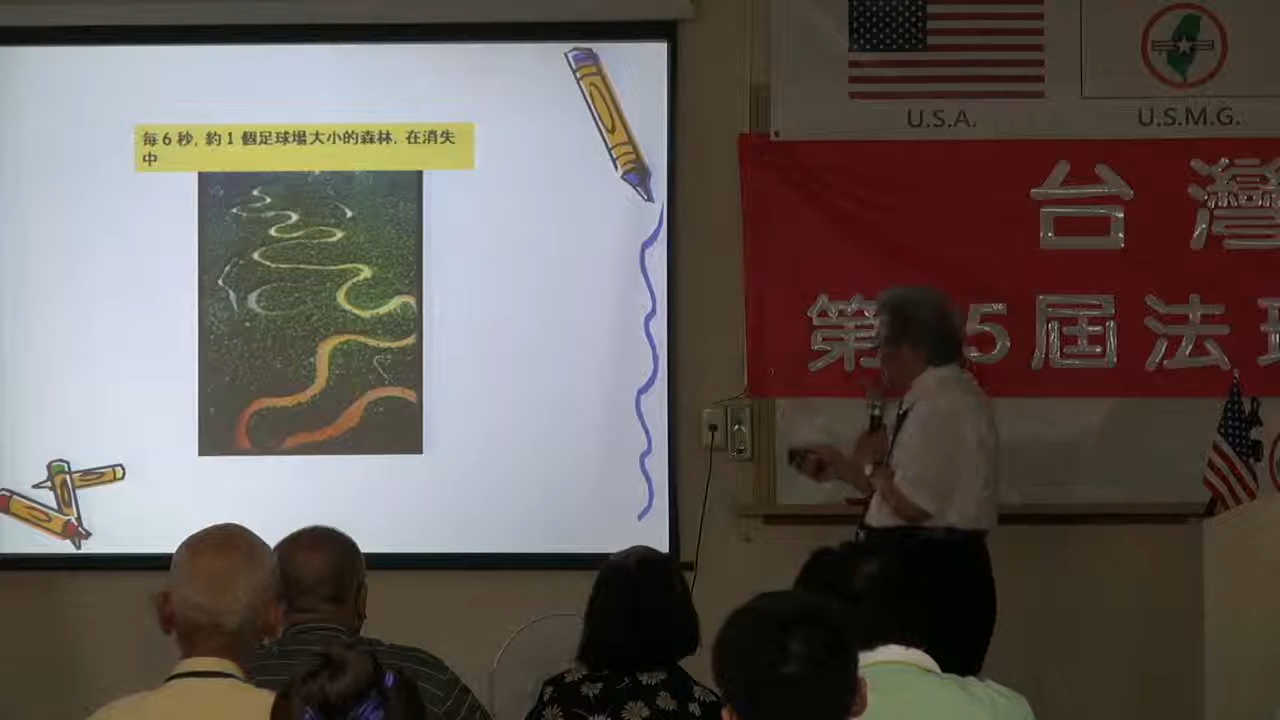 每 6 秒, 約 1 個足球場大小的森林, 在消失
中
U.S.A.
U.S.M.G.
台灣
第 5屆法